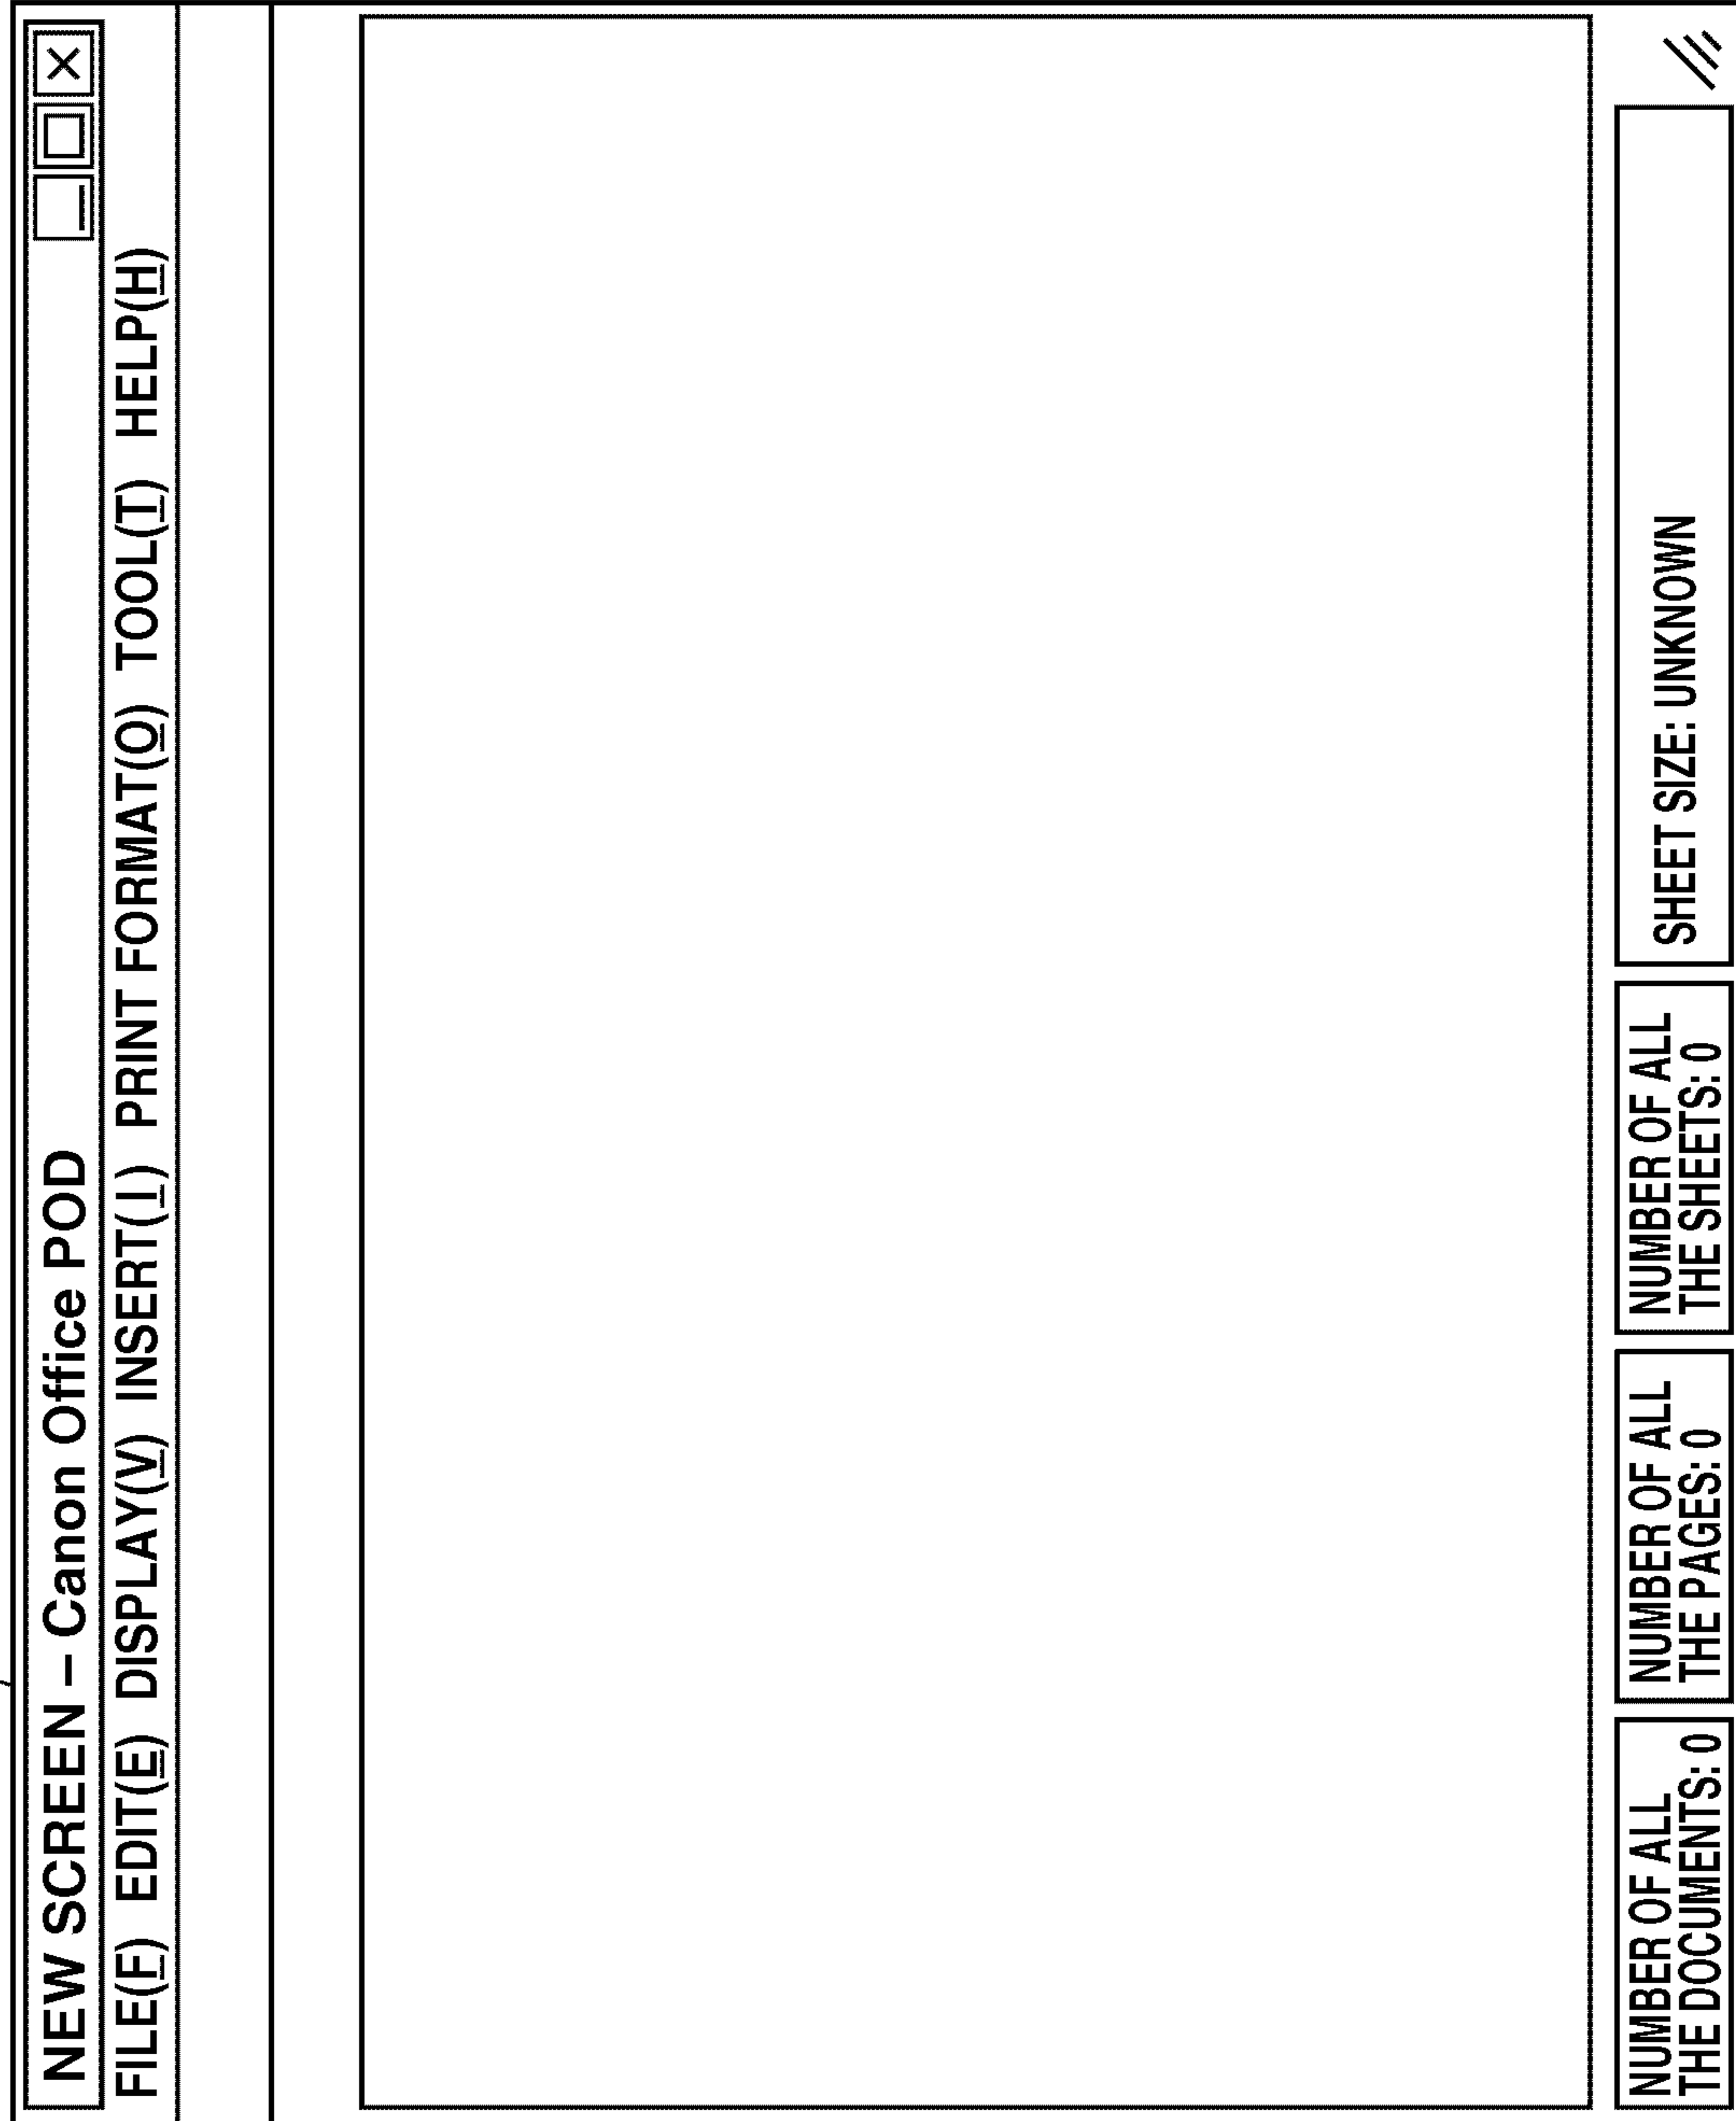 NEW SCREEN – Canon Office POD
FILE(F) EDIT(E) DISPLAY(V) INSERT(I) PRINT FORMAT(O) TOOL(T) HELP(H)
NUMBER OF ALL
THE DOCUMENTS: 0
NUMBER OF ALL
THE PAGES: 0
NUMBER OF ALL
THE SHEETS: 0
SHEET SIZE: UNKNOWN